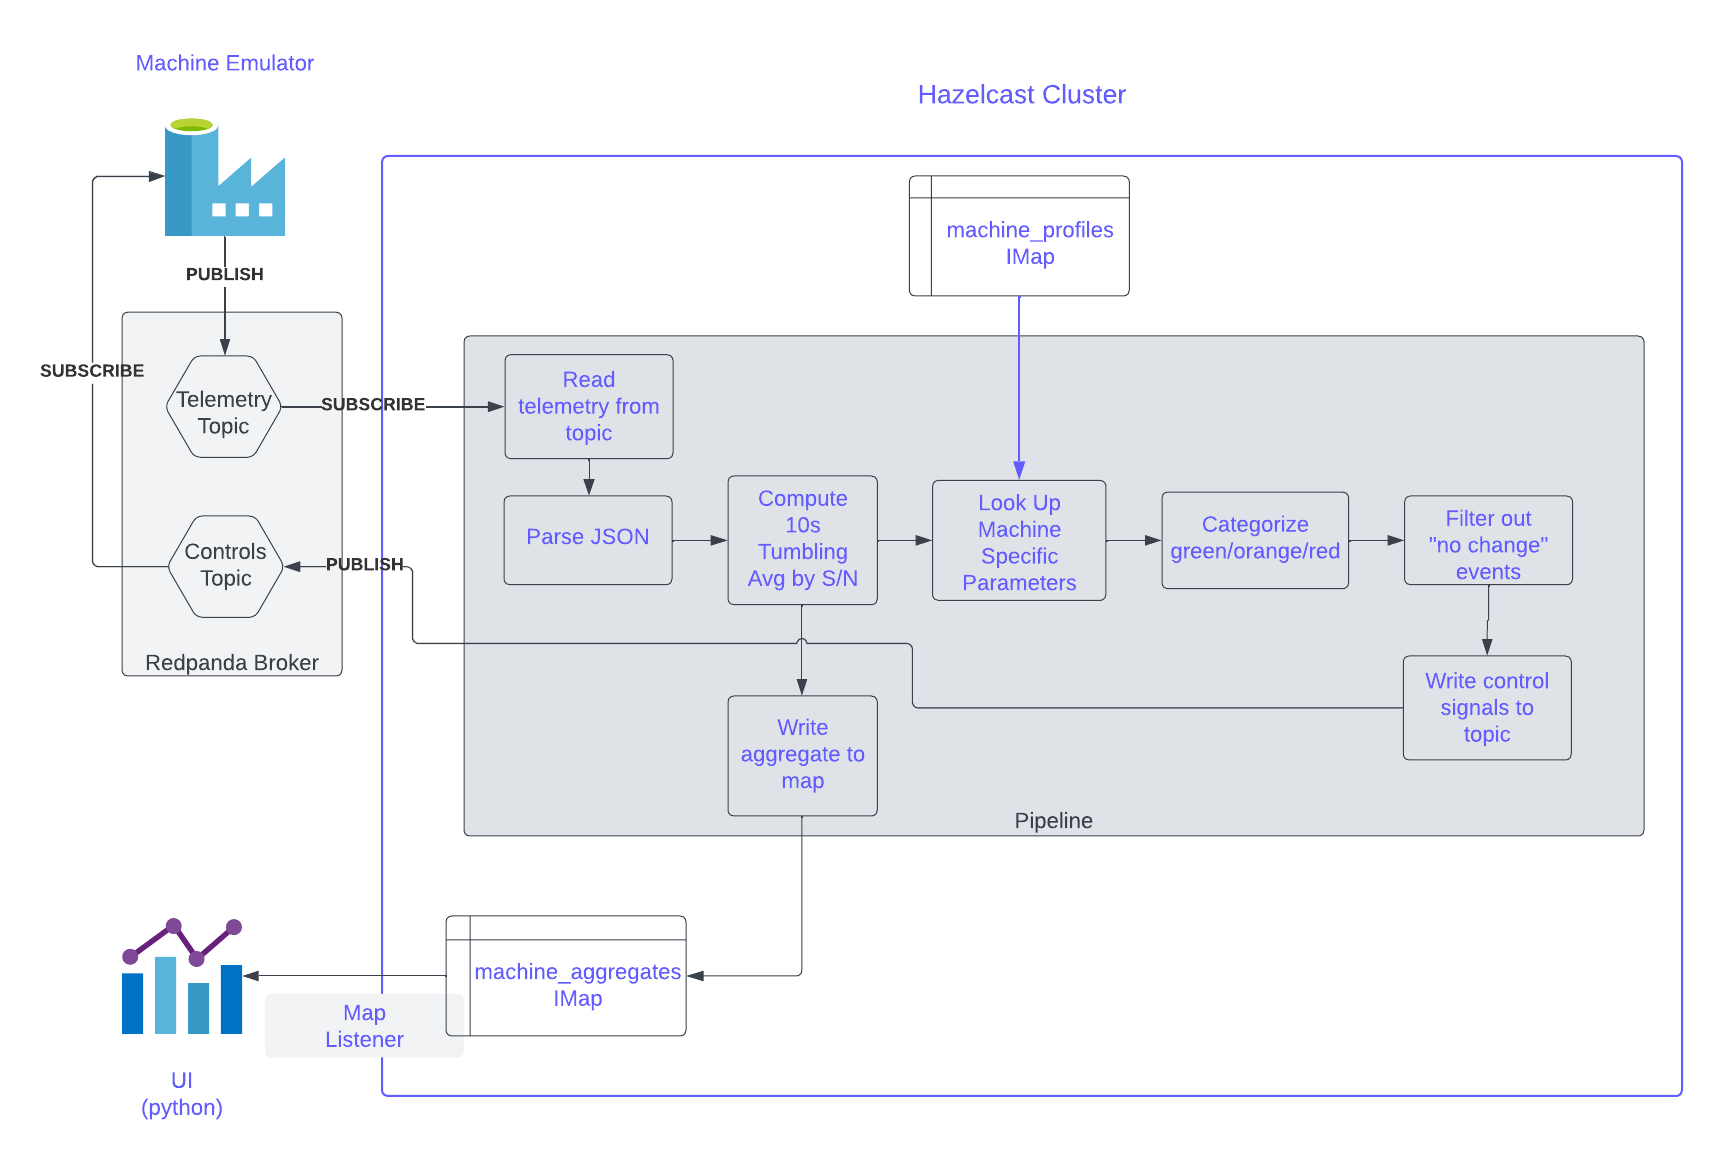 Machine Emulator
Hazelcast Cluster
machine_profiles
IMap
PUBLISH
SUBSCRIBE
Telemetry
Topic
SUBSCRIBE
Read
telemetry from
topic
Parse JSON
Compute
10s
Tumbling
Avg by S/N
Look Up
Machine
Specific
Parameters
Categorize
green/orange/red
Filter out
"no change"
events
Controls
Topic
PUBLISH
Redpanda Broker
Write control
signals to
topic
Write
aggregate to
map
Pipeline
machine_aggregates
IMap
Map
Listener
UI
(python)